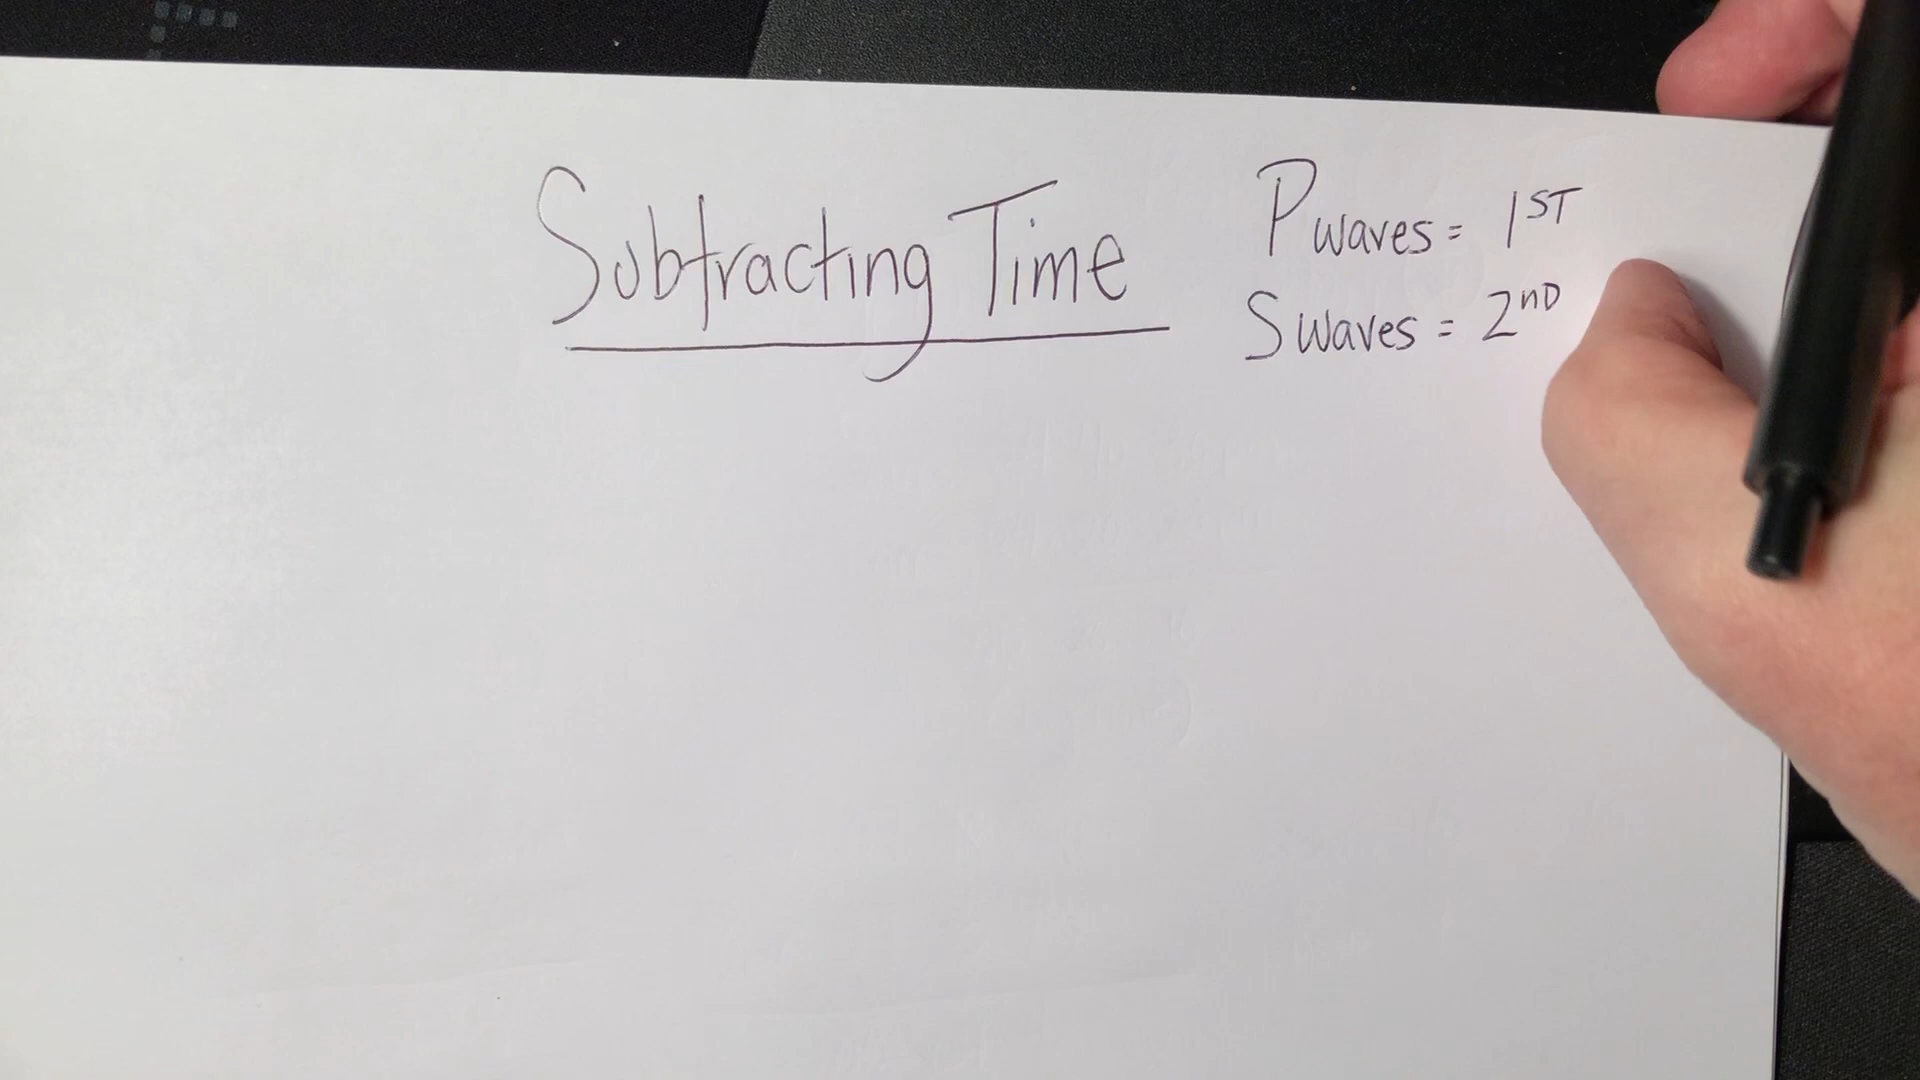 Subtracting Time
P waves = 1ST
S waves = 2nD